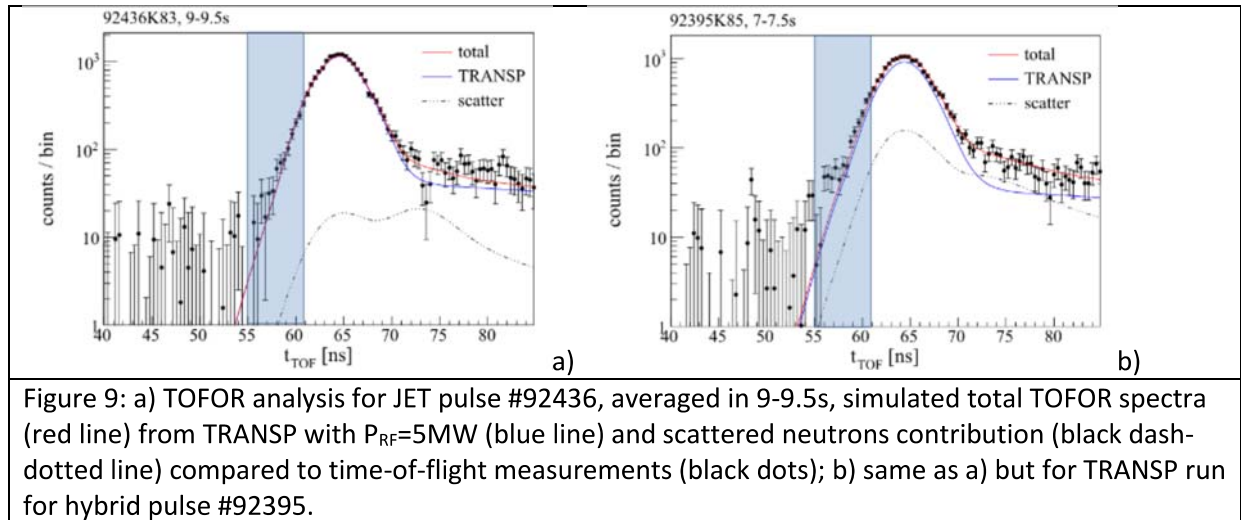 92436K83, 9-9.5s
total
TRANSP
scatter
counts / bin
10³
10²
10
1
40 45 50 55 60 65 70 75 80
t_TOF [ns]
a)
92395K85, 7-7.5s
total
TRANSP
scatter
counts / bin
10³
10²
10
1
40 45 50 55 60 65 70 75 80
t_TOF [ns]
b)
Figure 9: a) TOFOR analysis for JET pulse #92436, averaged in 9-9.5s, simulated total TOFOR spectra
(red line) from TRANSP with P_RF=5MW (blue line) and scattered neutrons contribution (black dash-
dotted line) compared to time-of-flight measurements (black dots); b) same as a) but for TRANSP run
for hybrid pulse #92395.